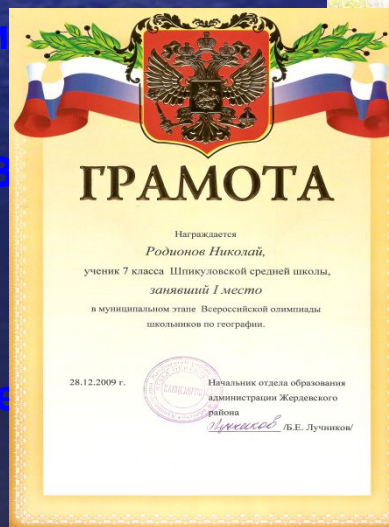 ГРАМОТА
Награждается
Родионов Николай,
ученик 7 класса Шпикуловской средней школы,
занявший I место
в муниципальном этапе Всероссийской олимпиады
школьников по географии.
28.12.2009 г.
Начальник отдела образования
администрации Жердевского
района
Лучников /Б.Е. Лучников/